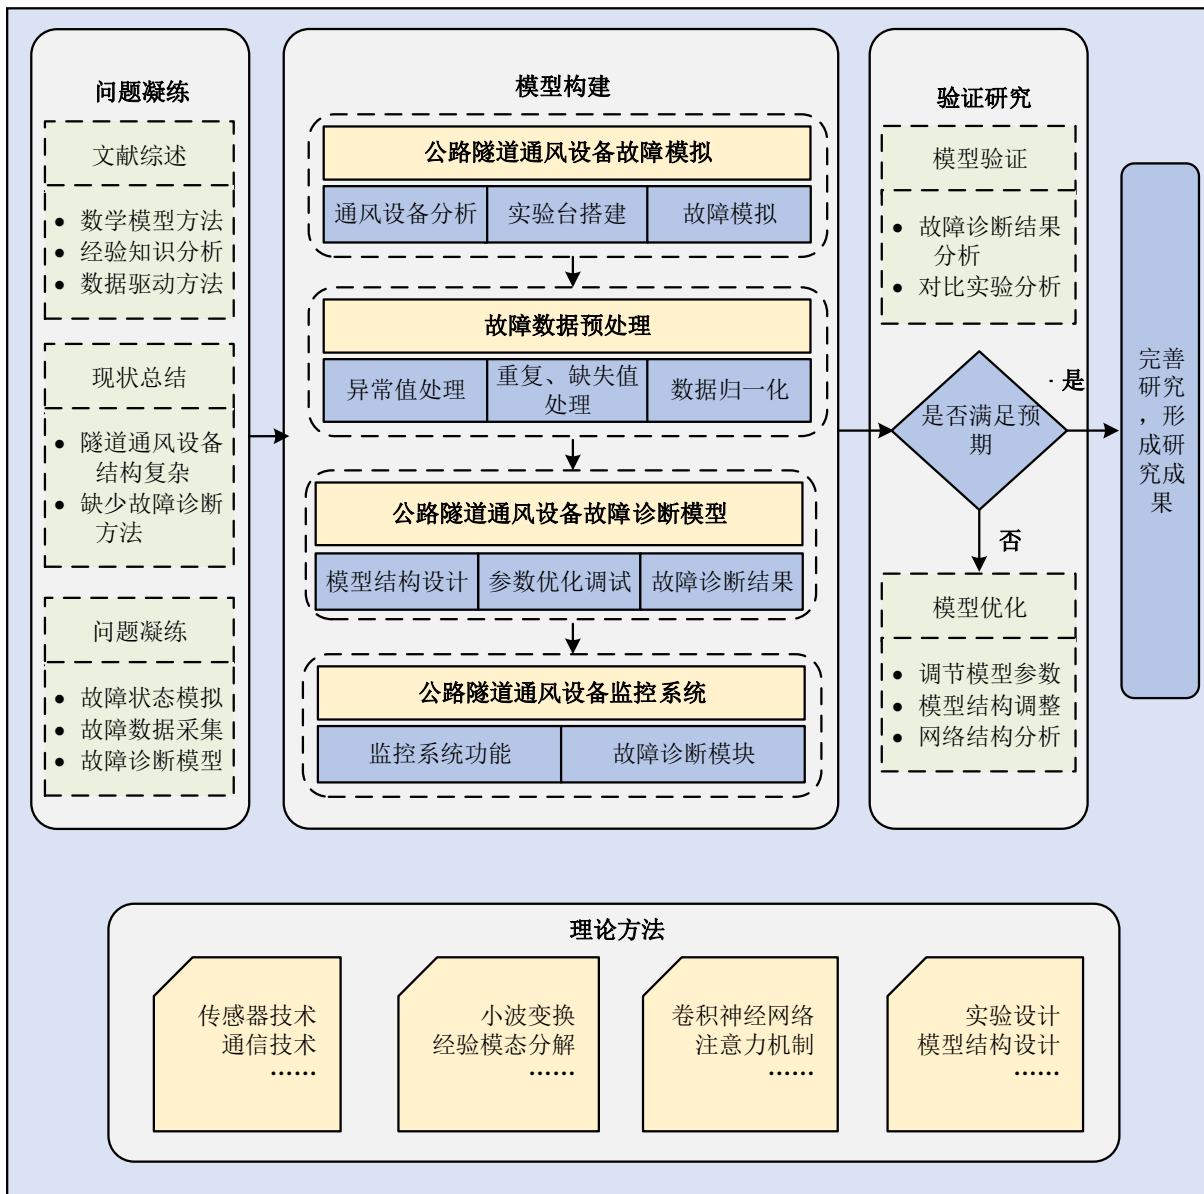 问题凝练
文献综述
• 数学模型方法
• 经验知识分析
• 数据驱动方法
现状总结
• 隧道通风设备
结构复杂
• 缺少故障诊断
方法
问题凝练
• 故障状态模拟
• 故障数据采集
• 故障诊断模型
模型构建
公路隧道通风设备故障模拟
通风设备分析
实验台搭建
故障模拟
故障数据预处理
异常值处理
重复、缺失值
处理
数据归一化
公路隧道通风设备故障诊断模型
模型结构设计
参数优化调试
故障诊断结果
公路隧道通风设备监控系统
监控系统功能
故障诊断模块
验证研究
模型验证
• 故障诊断结果
分析
• 对比实验分析
是否满足预
期
是
否
模型优化
• 调节模型参数
• 模型结构调整
• 网络结构分析
完善
研究
，形
成研
究成
果
理论方法
传感器技术
通信技术
……
小波变换
经验模态分解
……
卷积神经网络
注意力机制
……
实验设计
模型结构设计
……